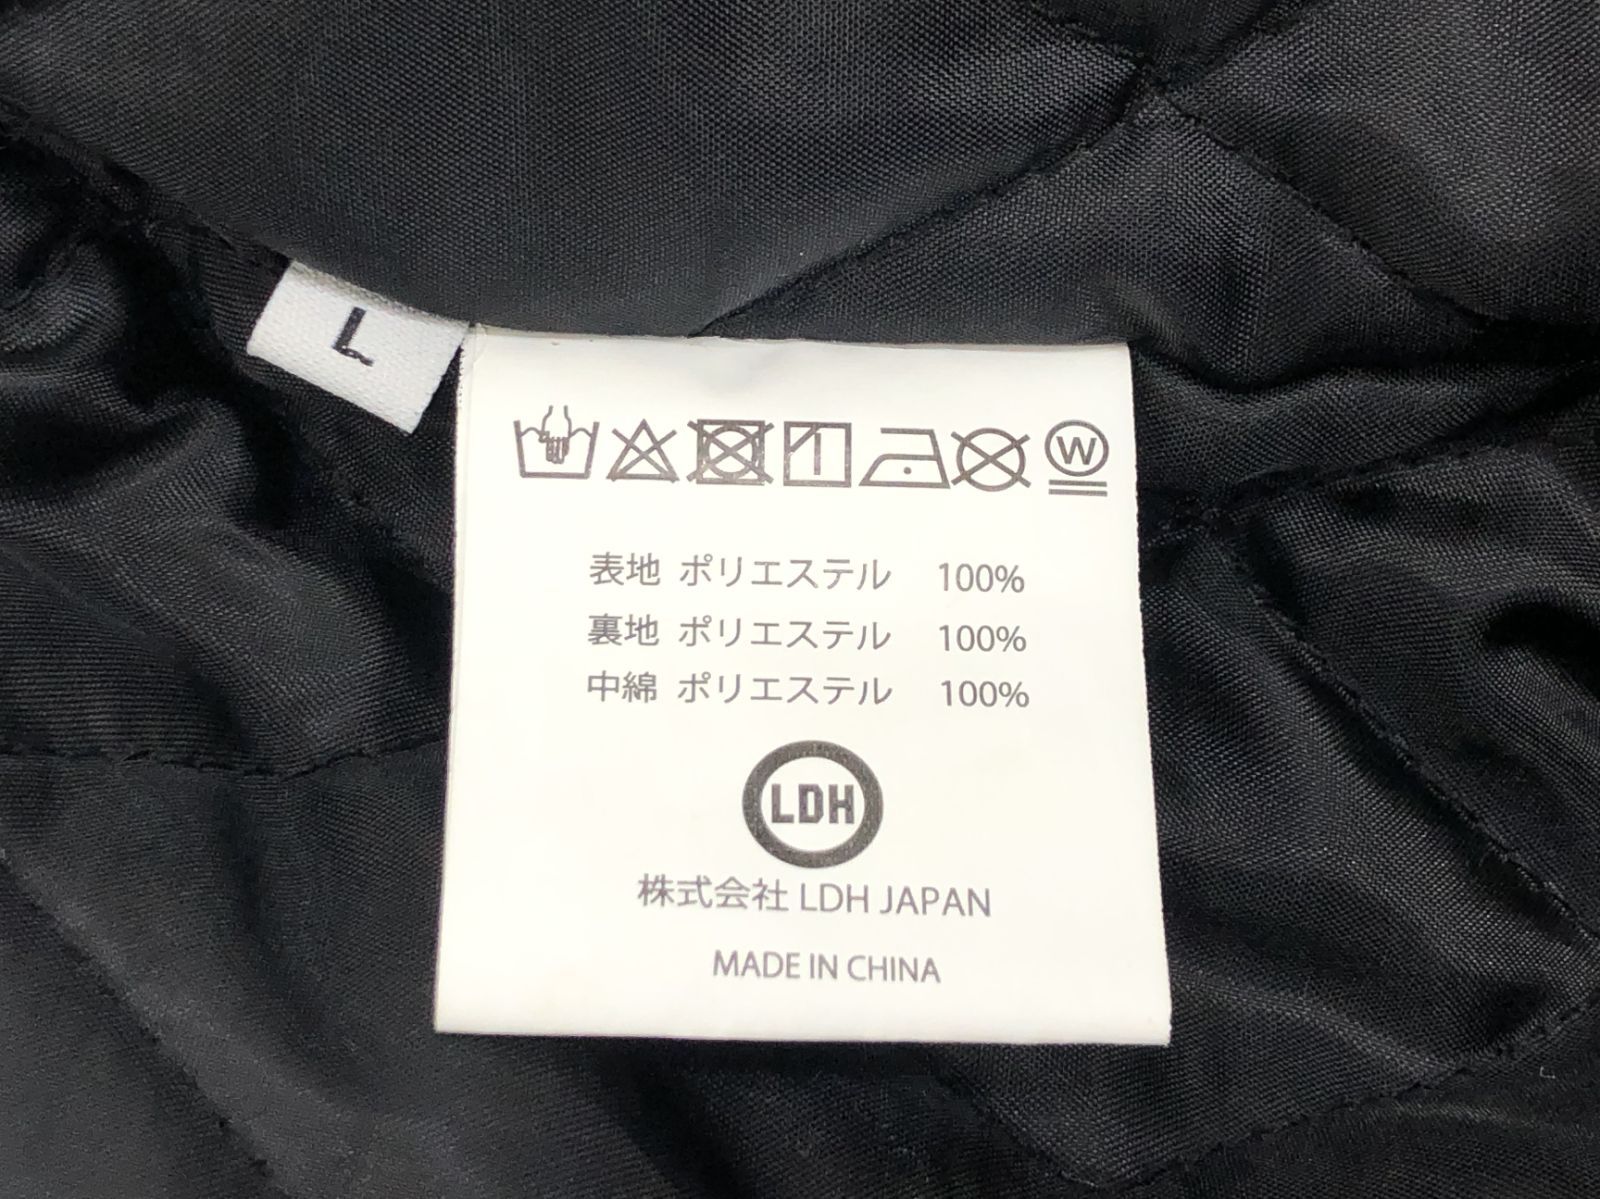 L
W
表地 ポリエステル 100%
裏地 ポリエステル 100%
中綿 ポリエステル 100%
LDH
株式会社 LDH JAPAN
MADE IN CHINA